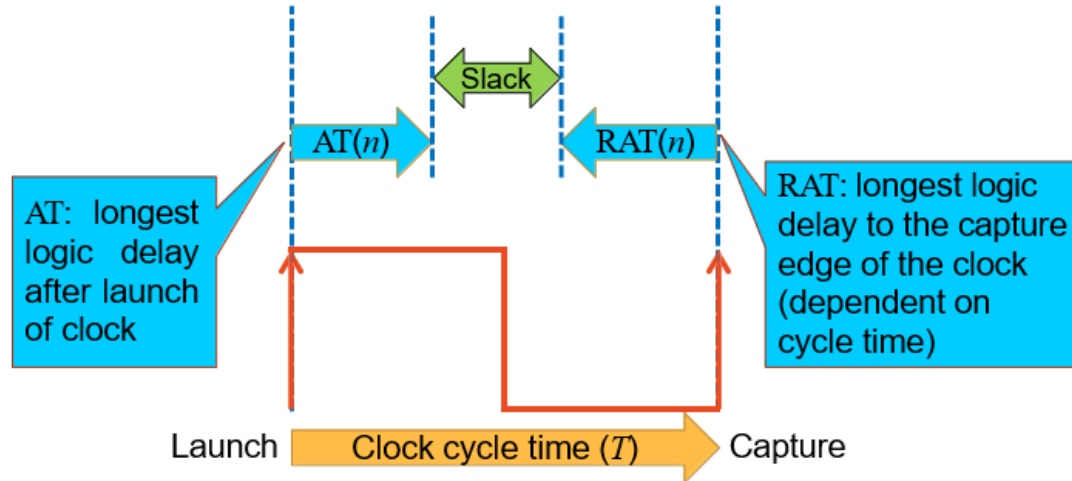 Slack
AT(n)
RAT(n)
AT: longest
logic delay
after launch
of clock
RAT: longest logic
delay to the capture
edge of the clock
(dependent on
cycle time)
Launch
Clock cycle time (T)
Capture